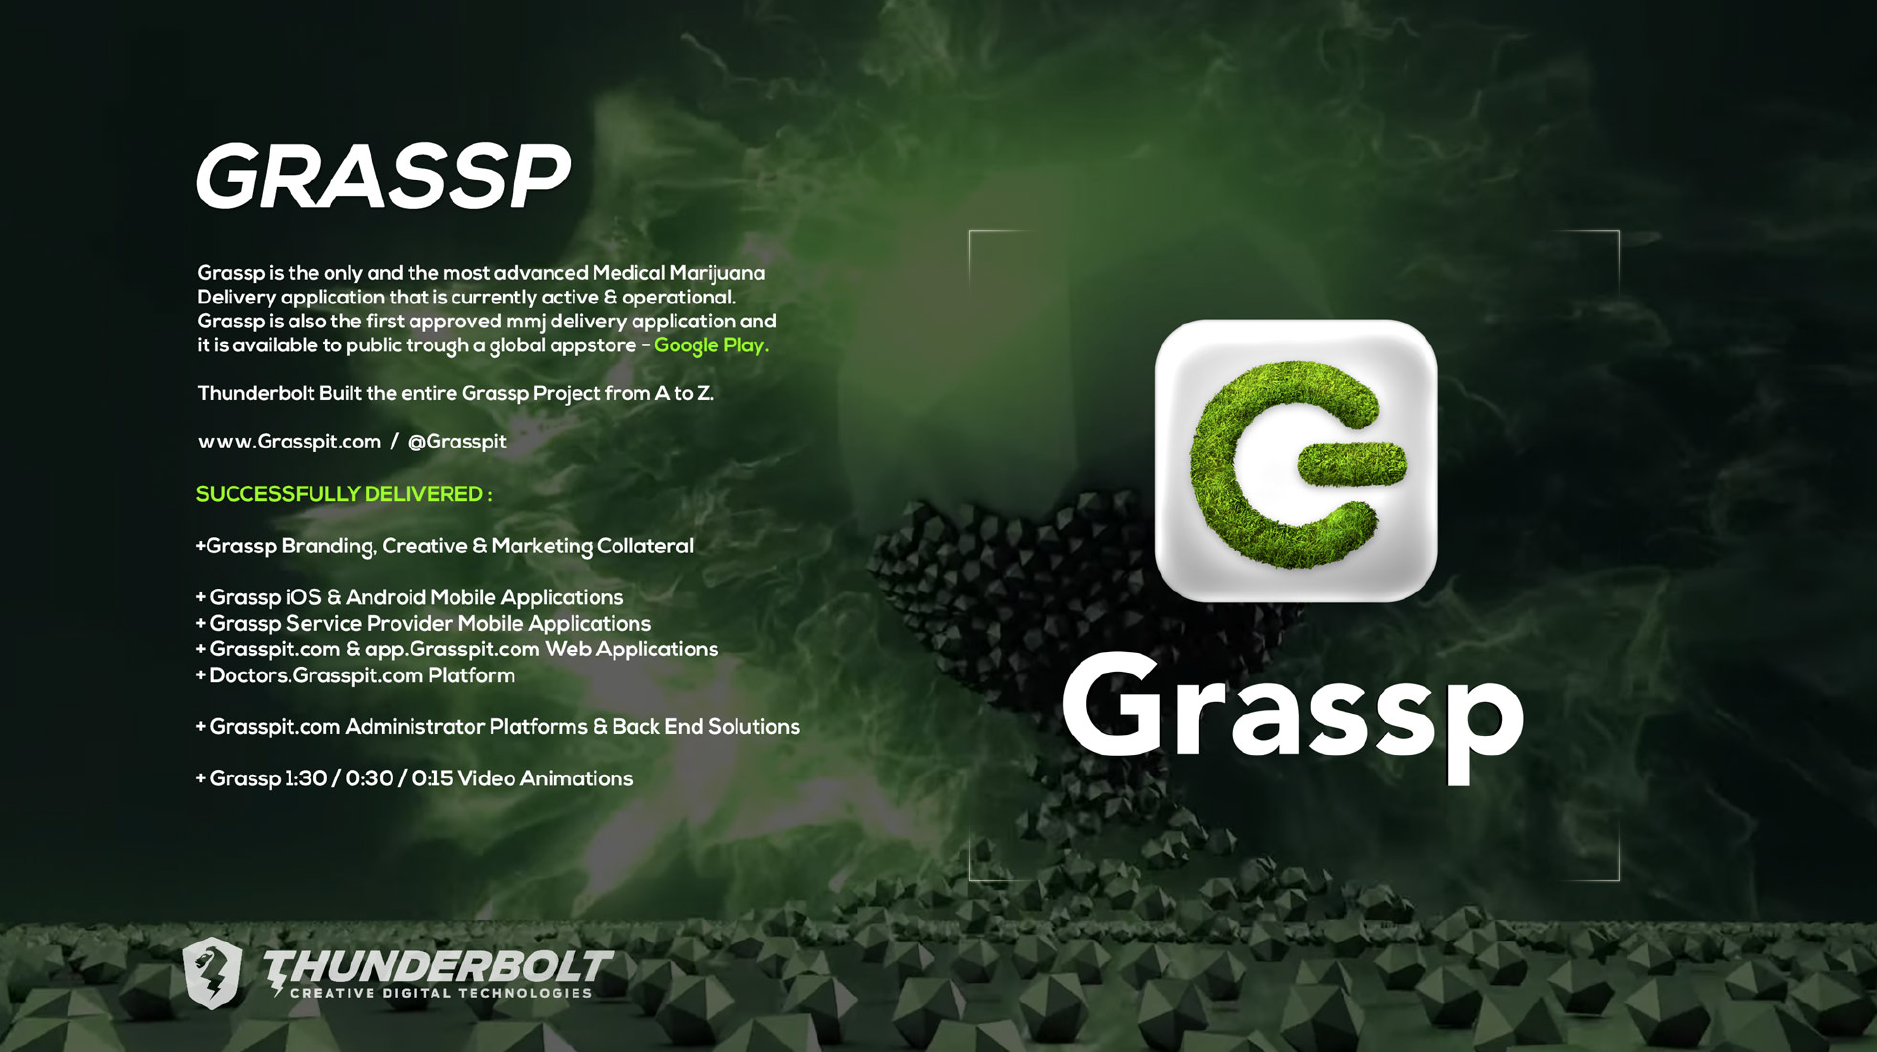 GRASSP
Grassp is the only and the most advanced Medical Marijuana
Delivery application that is currently active & operational.
Grassp is also the first approved mmj delivery application and
it is available to public trough a global appstore - Google Play.
Thunderbolt Built the entire Grassp Project from A to Z.
www.Grasspit.com / @Grasspit
SUCCESSFULLY DELIVERED :
+Grassp Branding, Creative & Marketing Collateral
+ Grassp iOS & Android Mobile Applications
+ Grassp Service Provider Mobile Applications
+ Grasspit.com & app.Grasspit.com Web Applications
+ Doctors.Grasspit.com Platform
+ Grasspit.com Administrator Platforms & Back End Solutions
+ Grassp 1:30 / 0:30 / 0:15 Video Animations
Grassp
THUNDERBOLT
CREATIVE DIGITAL TECHNOLOGIES